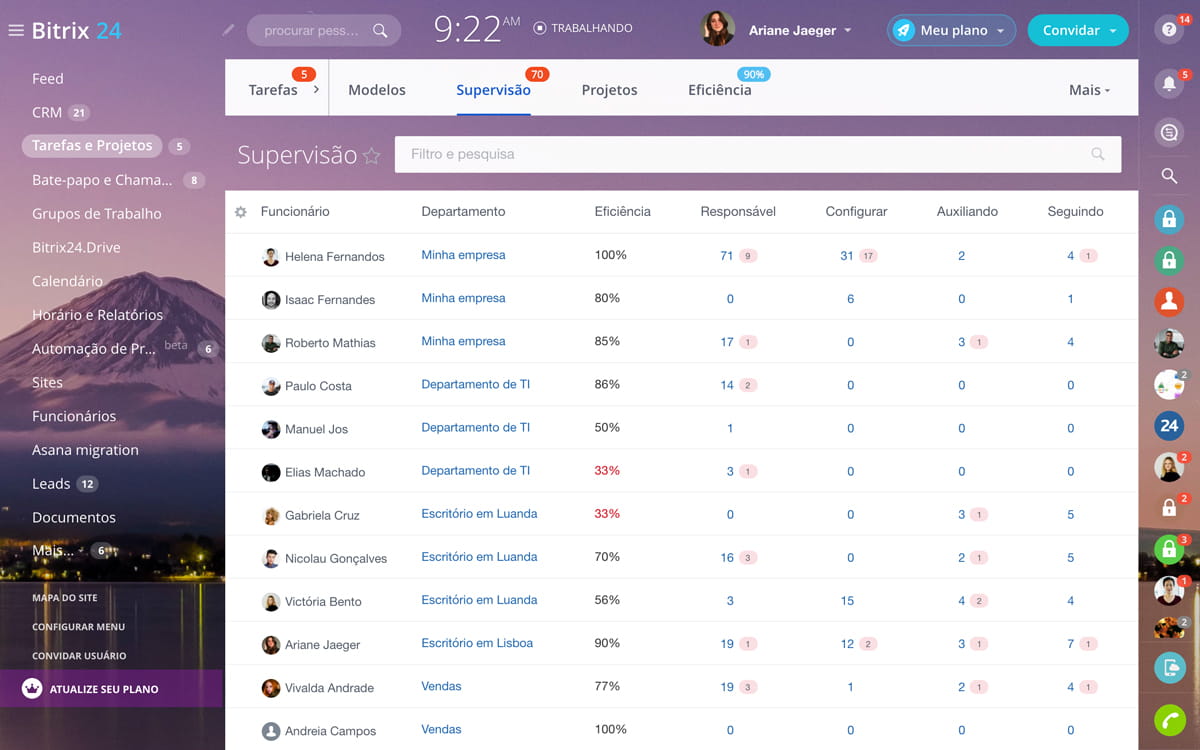 Bitrix 24
procurar pess...
9:22 AM
TRABALHANDO
Ariane Jaeger
Meu plano
Convidar
14
Feed
CRM 21
Tarefas e Projetos 5
Bate-papo e Chama... 8
Grupos de Trabalho
Bitrix24.Drive
Calendário
Horário e Relatórios
Automação de Pr... beta 6
Sites
Funcionários
Asana migration
Leads 12
Documentos
Mais... 6
MAPA DO SITE
CONFIGURAR MENU
CONVIDAR USUÁRIO
ATUALIZE SEU PLANO
Tarefas 5
Modelos
Supervisão 70
Projetos
Eficiência 90%
Mais
Supervisão
Filtro e pesquisa
Funcionário Departamento Eficiência Responsável Configurar Auxiliando Seguindo
Helena Fernandos Minha empresa 100% 71 9 31 17 2 4 1
Isaac Fernandes Minha empresa 80% 0 6 0 1
Roberto Mathias Minha empresa 85% 17 1 0 3 1 4
Paulo Costa Departamento de TI 86% 14 2 0 0 0
Manuel Jos Departamento de TI 50% 1 0 0 0
Elias Machado Departamento de TI 33% 3 1 0 0 0
Gabriela Cruz Escritório em Luanda 33% 0 0 3 1 5
Nicolau Gonçalves Escritório em Luanda 70% 16 3 0 2 1 5
Victória Bento Escritório em Luanda 56% 3 15 4 2 4
Ariane Jaeger Escritório em Lisboa 90% 19 1 12 2 3 1 7 1
Vivalda Andrade Vendas 77% 19 3 1 2 1 4 1
Andreia Campos Vendas 100% 0 0 0 0
5
2
24
2
2
3
1
2